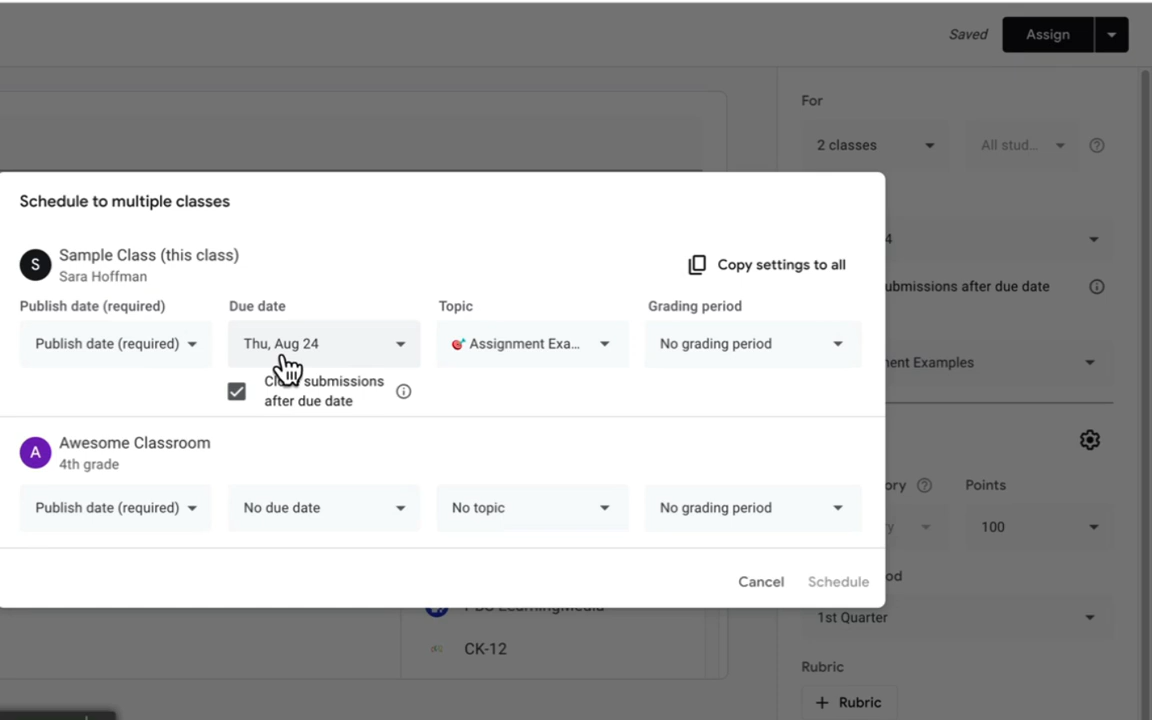 Saved
Assign
For
2 classes
All stud...
Schedule to multiple classes
S
Sample Class (this class)
Sara Hoffman
Copy settings to all
4
submissions after due date
Publish date (required)
Due date
Topic
Grading period
Publish date (required)
Thu, Aug 24
Assignment Exa...
No grading period
submissions
after due date
ent Examples
A
Awesome Classroom
4th grade
ory
Points
Publish date (required)
No due date
No topic
No grading period
y
100
Cancel
Schedule
od
1st Quarter
CK-12
Rubric
+ Rubric